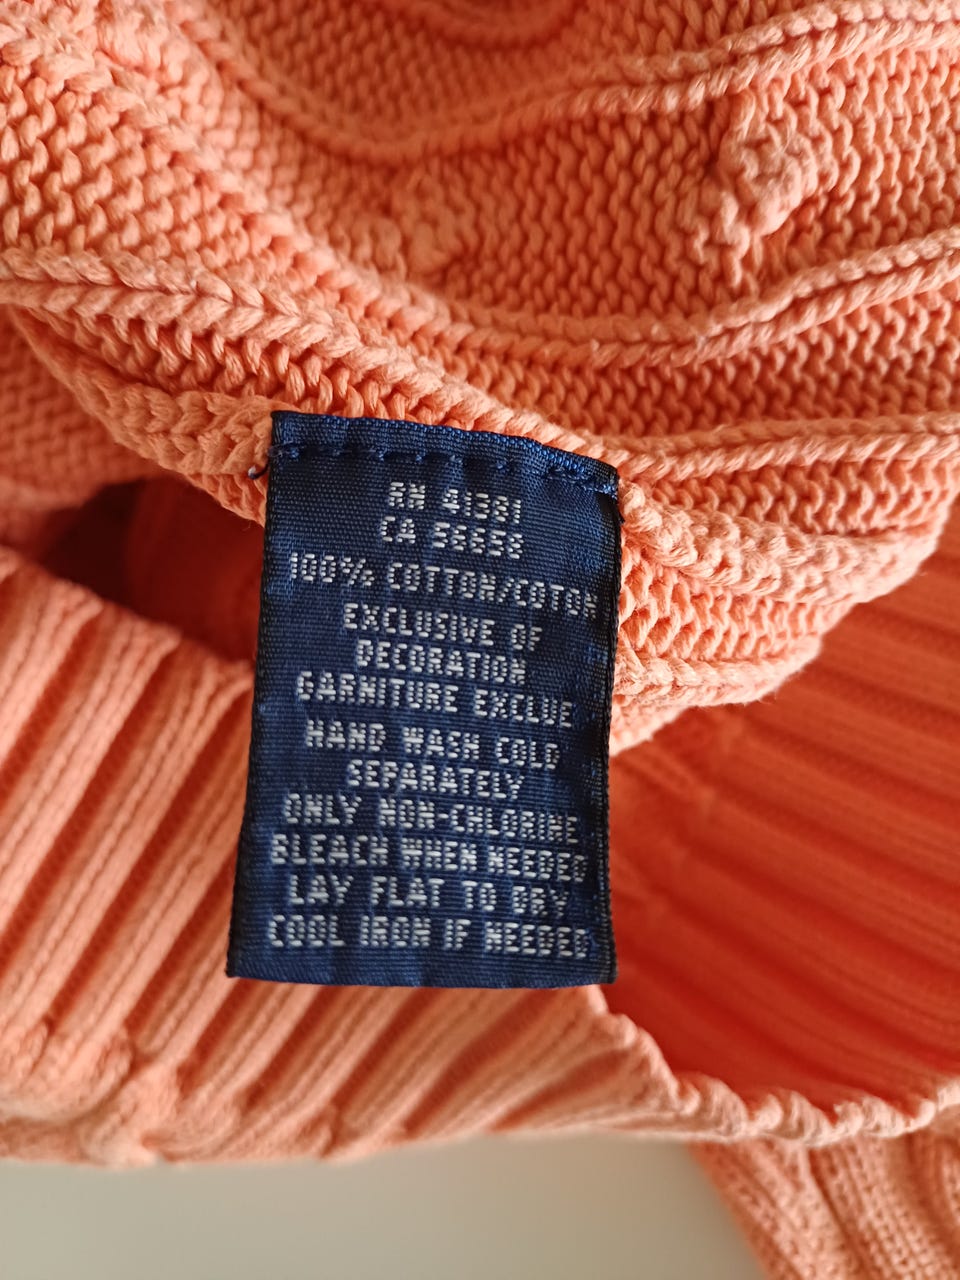 RN 41381
CA 56656
100% COTTON/COTON
EXCLUSIVE OF
DECORATION
GARNITURE EXCLUE
HAND WASH COLD
SEPARATELY
ONLY NON-CHLORINE
BLEACH WHEN NEEDED
LAY FLAT TO DRY
COOL IRON IF NEEDED